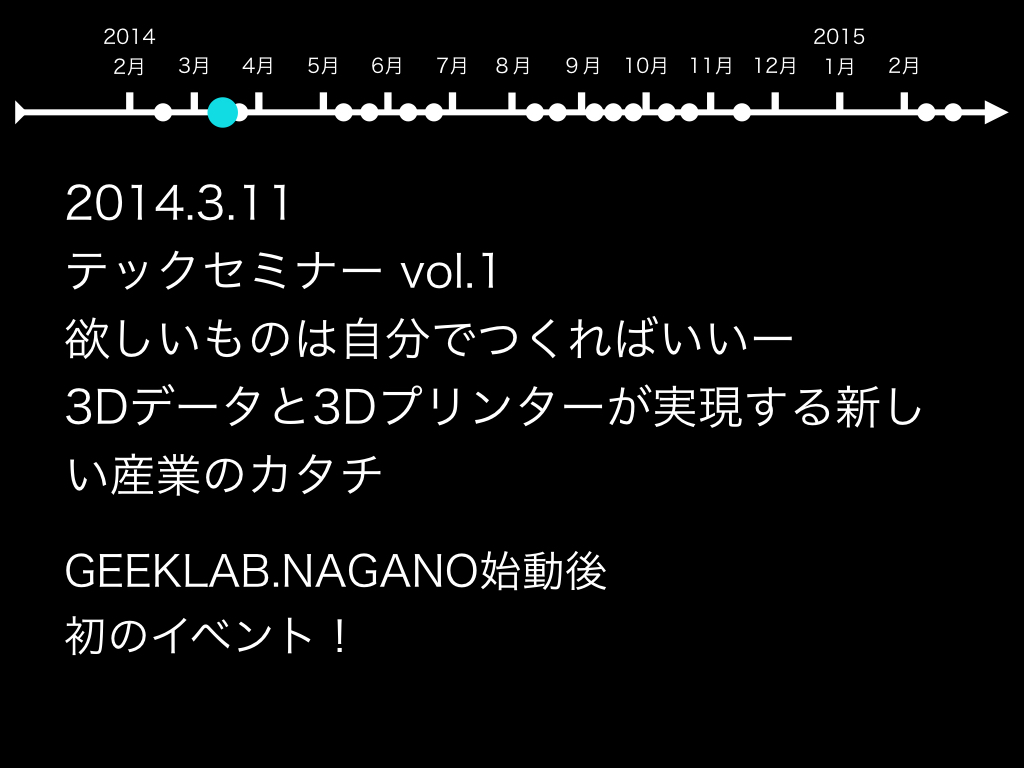 2014 2015
2月 3月 4月 5月 6月 7月 8月 9月 10月 11月 12月 1月 2月
2014.3.11
テックセミナー vol.1
欲しいものは自分でつくればいいー
3Dデータと3Dプリンターが実現する新し
い産業のカタチ
GEEKLAB.NAGANO始動後
初のイベント！